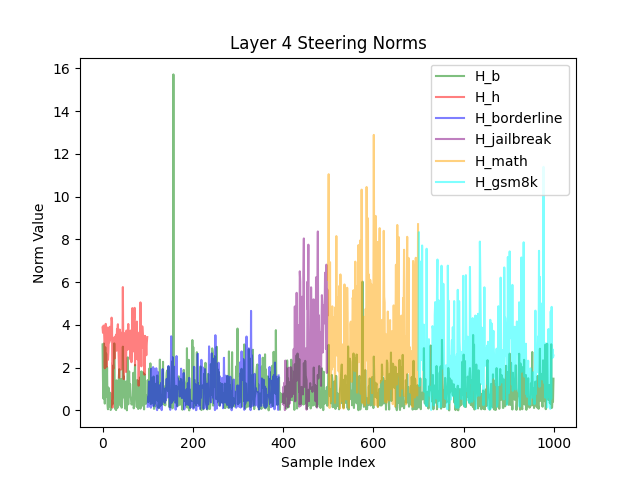 Layer 4 Steering Norms
16
14
12
10
8
6
4
2
0
Norm Value
0 200 400 600 800 1000
Sample Index
H_b
H_h
H_borderline
H_jailbreak
H_math
H_gsm8k